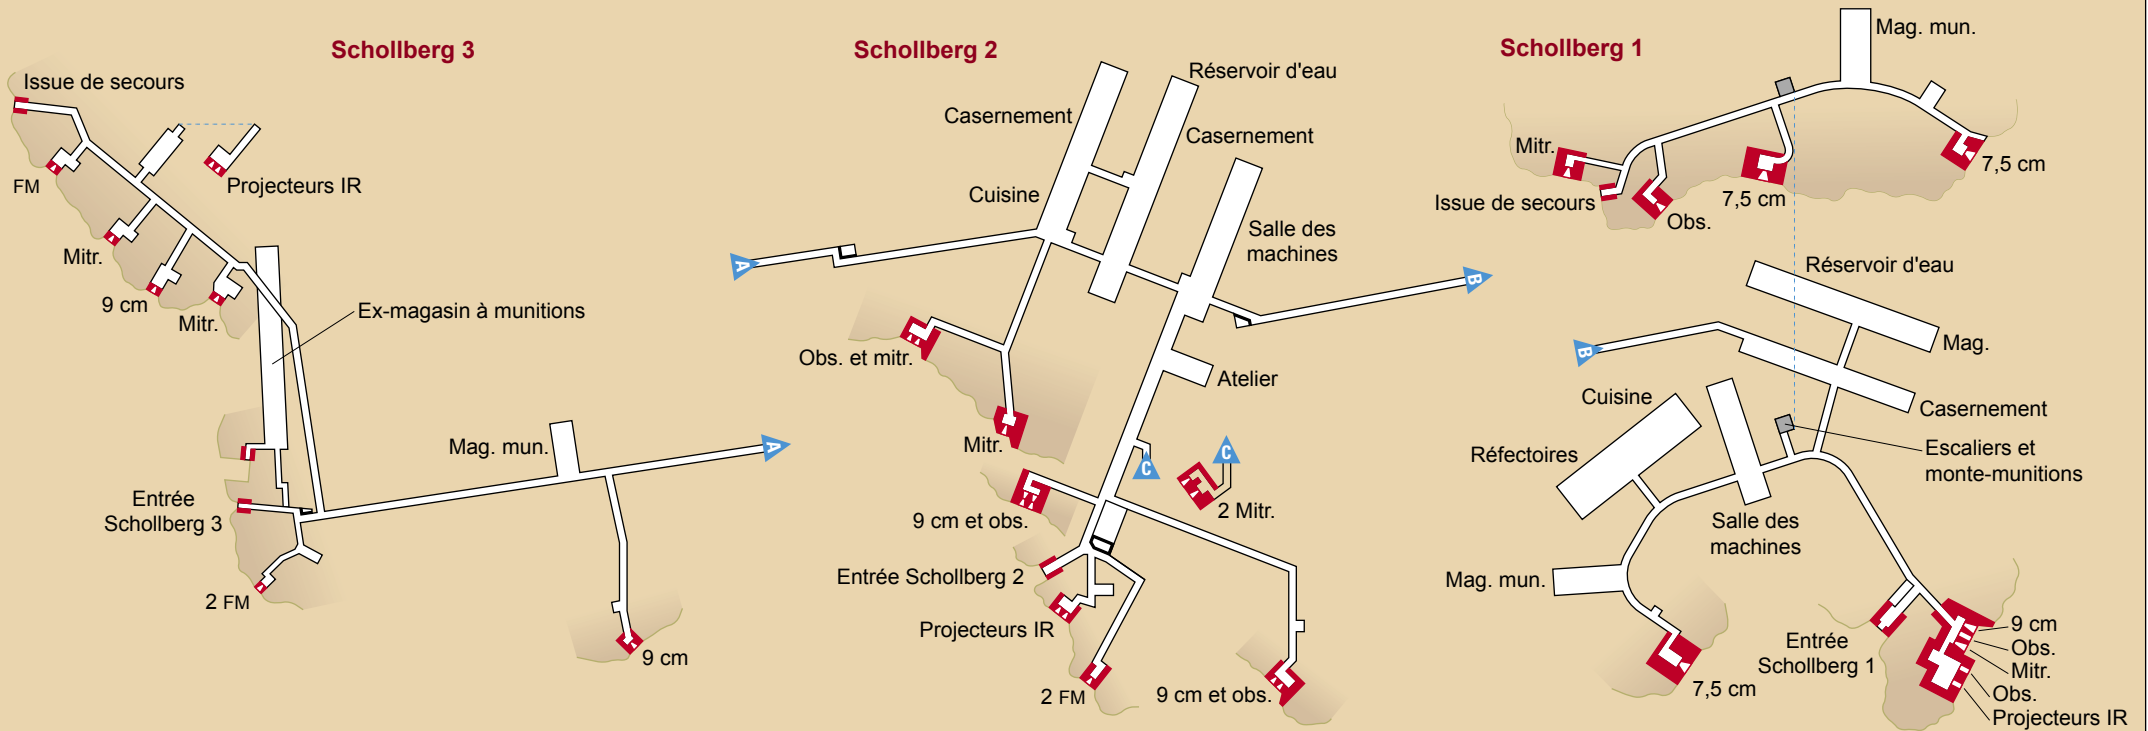 Schollberg 3
Issue de secours
FM
Projecteurs IR
Mitr.
9 cm
Mitr.
Ex-magasin à munitions
Mag. mun.
A
Entrée
Schollberg 3
2 FM
9 cm
Schollberg 2
Réservoir d'eau
Casernement
Casernement
Cuisine
Salle des
machines
A
B
Obs. et mitr.
Atelier
Mitr.
C
C
9 cm et obs.
2 Mitr.
Entrée Schollberg 2
Projecteurs IR
2 FM
9 cm et obs.
Schollberg 1
Mag. mun.
Mitr.
7,5 cm
Issue de secours
7,5 cm
Obs.
Réservoir d'eau
B
Mag.
Cuisine
Casernement
Réfectoires
Escaliers et
monte-munitions
Salle des
machines
Mag. mun.
Entrée
Schollberg 1
7,5 cm
9 cm
Obs.
Mitr.
Obs.
Projecteurs IR